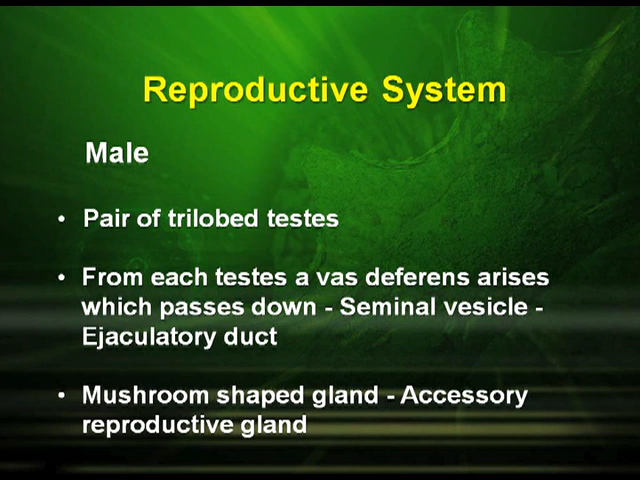 Reproductive System
Male
• Pair of trilobed testes
• From each testes a vas deferens arises
which passes down - Seminal vesicle -
Ejaculatory duct
• Mushroom shaped gland - Accessory
reproductive gland